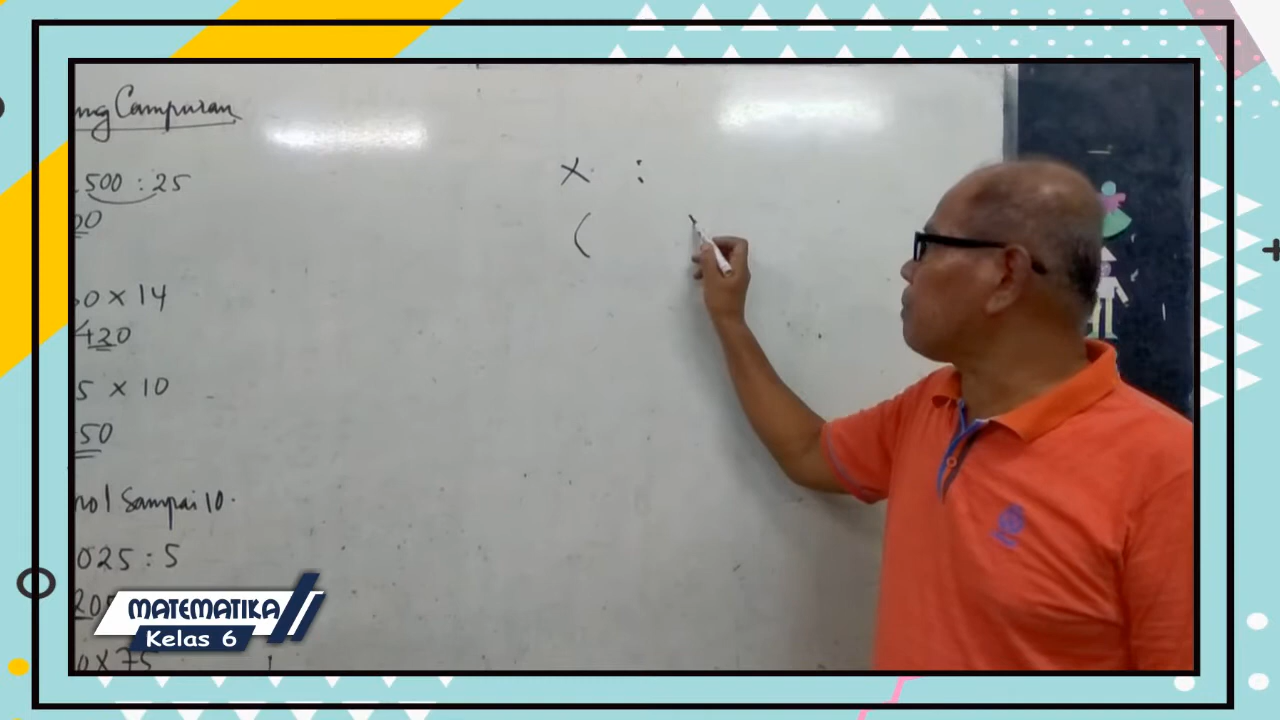 ng Campuran
500 : 25
00
0 x 14
420
5 x 10
50
nol Sampai 10.
025 : 5
205
0 x 75
x :
(
MATEMATIKA
Kelas 6